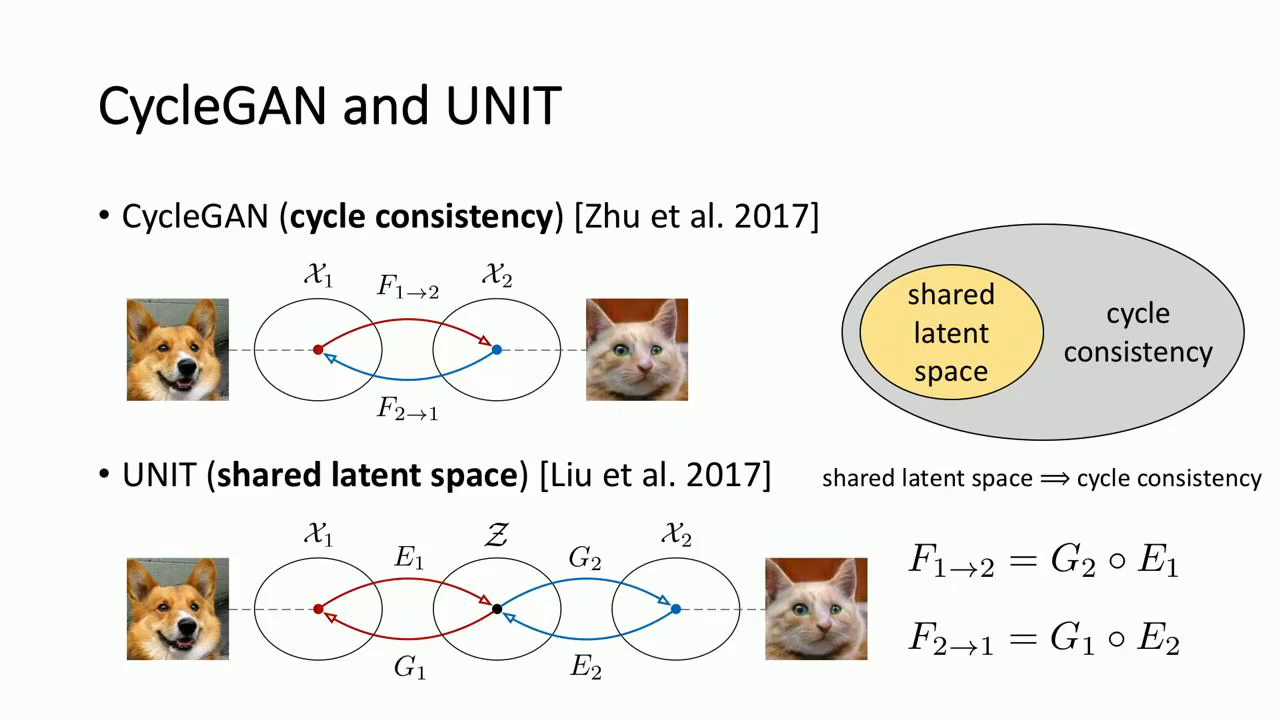 CycleGAN and UNIT
• CycleGAN (cycle consistency) [Zhu et al. 2017]
𝒳₁
F₁→₂
𝒳₂
F₂→₁
shared
latent
space
cycle
consistency
• UNIT (shared latent space) [Liu et al. 2017]
shared latent space ⟹ cycle consistency
𝒳₁
E₁
𝒵
G₂
𝒳₂
G₁
E₂
F₁→₂ = G₂ ∘ E₁
F₂→₁ = G₁ ∘ E₂